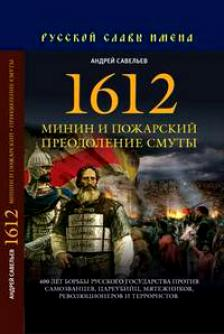 РУССКОЙ СЛАВЫ ИМЕНА
АНДРЕЙ САВЕЛЬЕВ
1612
МИНИН И ПОЖАРСКИЙ
ПРЕОДОЛЕНИЕ СМУТЫ
400 ЛЕТ БОРЬБЫ РУССКОГО ГОСУДАРСТВА ПРОТИВ
САМОЗВАНЦЕВ, ЦАРЕУБИЙЦ, МЯТЕЖНИКОВ,
РЕВОЛЮЦИОНЕРОВ И ТЕРРОРИСТОВ
АНДРЕЙ САВЕЛЬЕВ 1612 МИНИН И ПОЖАРСКИЙ • ПРЕОДОЛЕНИЕ СМУТЫ